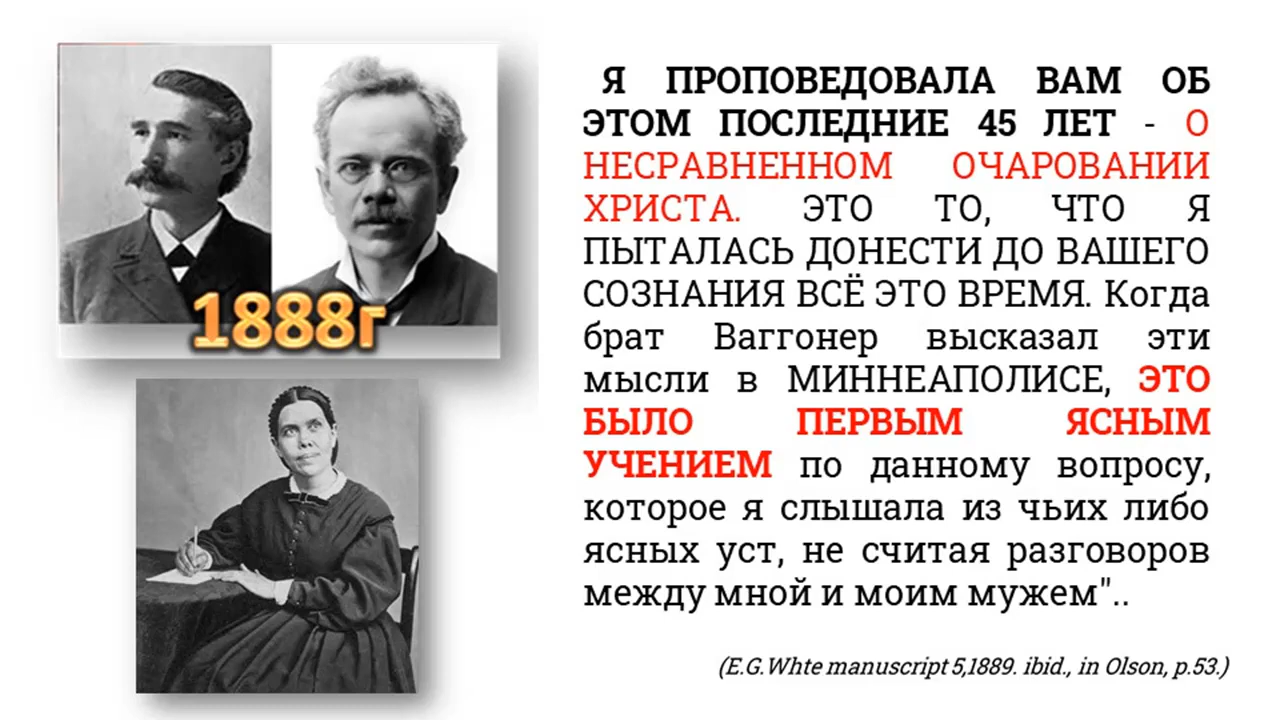 1888г
Я ПРОПОВЕДОВАЛА ВАМ ОБ
ЭТОМ ПОСЛЕДНИЕ 45 ЛЕТ - О
НЕСРАВНЕННОМ ОЧАРОВАНИИ
ХРИСТА. ЭТО ТО, ЧТО Я
ПЫТАЛАСЬ ДОНЕСТИ ДО ВАШЕГО
СОЗНАНИЯ ВСЁ ЭТО ВРЕМЯ. Когда
брат Ваггонер высказал эти
мысли в МИННЕАПОЛИСЕ, ЭТО
БЫЛО ПЕРВЫМ ЯСНЫМ
УЧЕНИЕМ по данному вопросу,
которое я слышала из чьих либо
ясных уст, не считая разговоров
между мной и моим мужем"..
(E.G.Whte manuscript 5,1889. ibid., in Olson, p.53.)